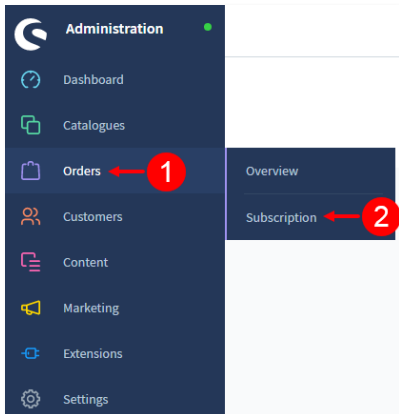 Administration
Dashboard
Catalogues
Orders 1
Overview
Customers
Subscription 2
Content
Marketing
Extensions
Settings